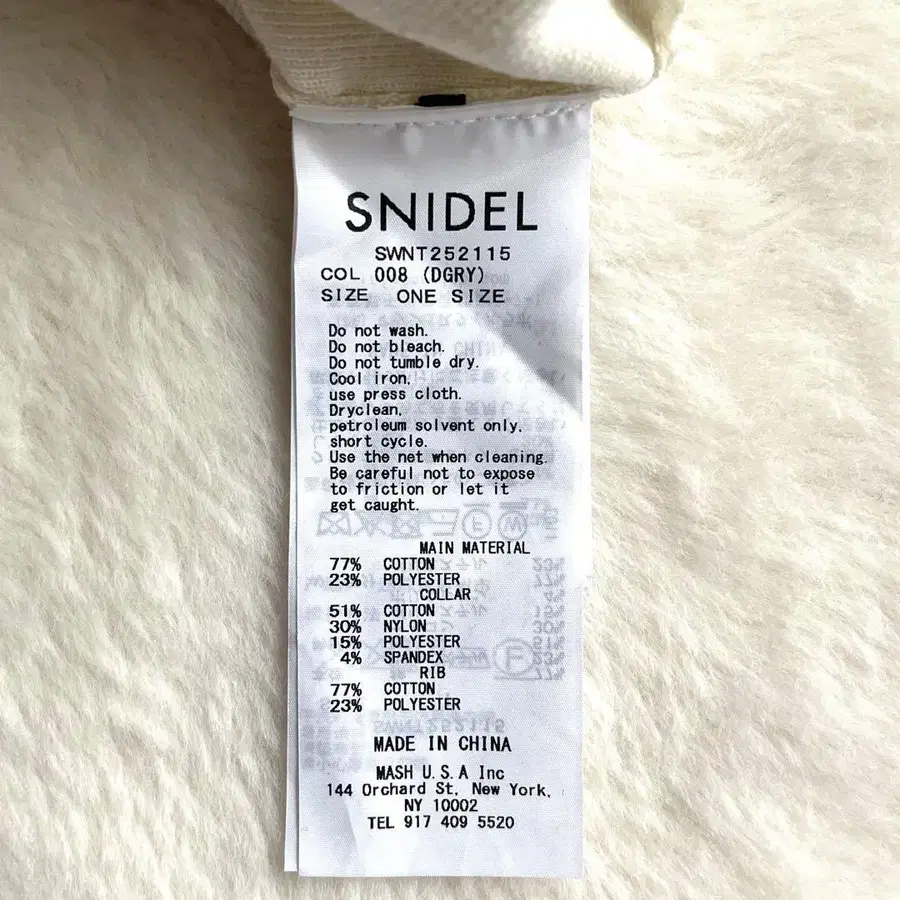 SNIDEL
SWNT252115
COL 008 (DGRY)
SIZE ONE SIZE
Do not wash.
Do not bleach.
Do not tumble dry.
Cool iron,
use press cloth.
Dryclean,
petroleum solvent only,
short cycle.
Use the net when cleaning.
Be careful not to expose
to friction or let it
get caught.
MAIN MATERIAL
77% COTTON
23% POLYESTER
COLLAR
51% COTTON
30% NYLON
15% POLYESTER
4% SPANDEX
RIB
77% COTTON
23% POLYESTER
MADE IN CHINA
MASH U.S.A Inc
144 Orchard St, New York,
NY 10002
TEL 917 409 5520